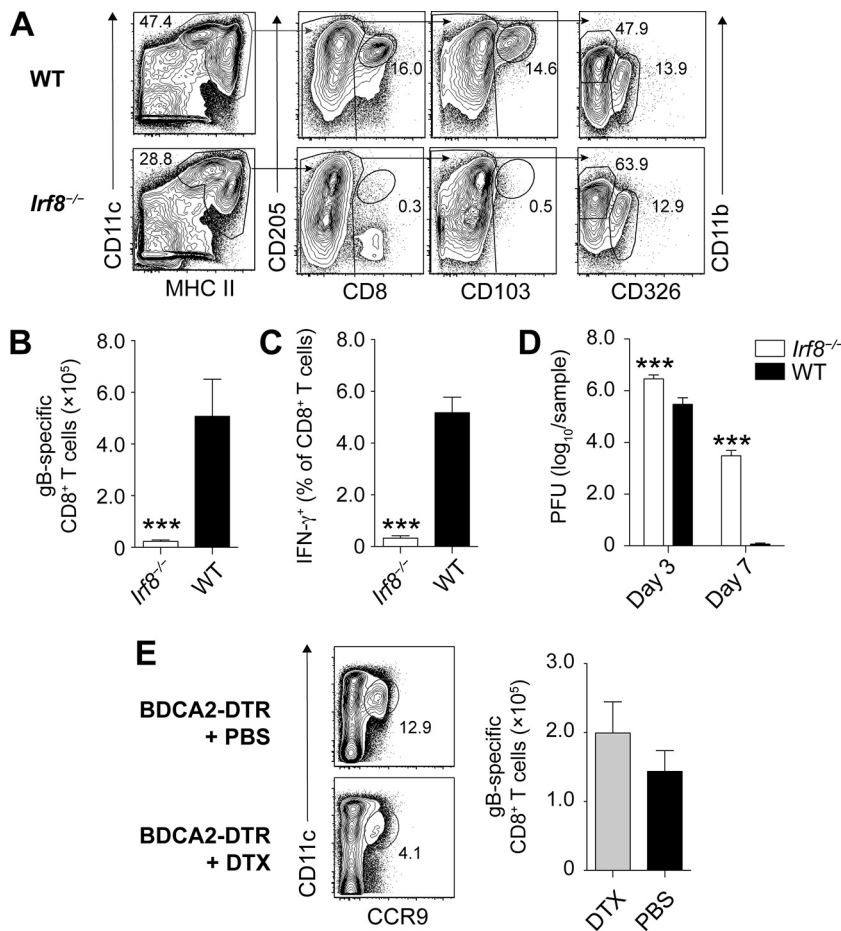 A
WT
47.4
16.0
14.6
47.9
13.9
Irf8–/–
28.8
0.3
0.5
63.9
12.9
CD11c
CD205
CD11b
MHC II
CD8
CD103
CD326
B
gB-specific
CD8+ T cells (×10⁵)
8.0
6.0
4.0
2.0
0
***
Irf8–/–
WT
C
IFN-γ+ (% of CD8+ T cells)
8.0
6.0
4.0
2.0
0
***
Irf8–/–
WT
D
PFU (log₁₀/sample)
8.0
6.0
4.0
2.0
0
***
***
Day 3
Day 7
Irf8–/–
WT
E
BDCA2-DTR
+ PBS
12.9
BDCA2-DTR
+ DTX
4.1
CD11c
CCR9
gB-specific
CD8+ T cells (×10⁵)
3.0
2.0
1.0
0
DTX
PBS